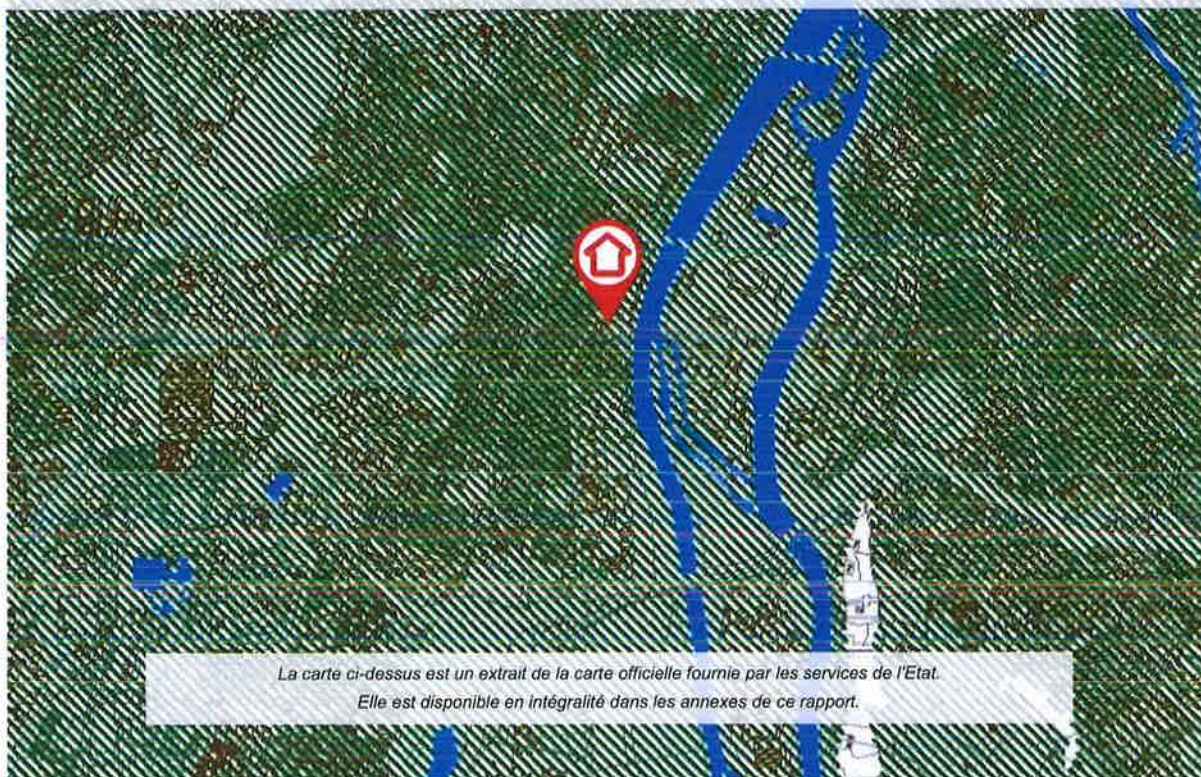 La carte ci-dessus est un extrait de la carte officielle fournie par les services de l'Etat.
Elle est disponible en intégralité dans les annexes de ce rapport.